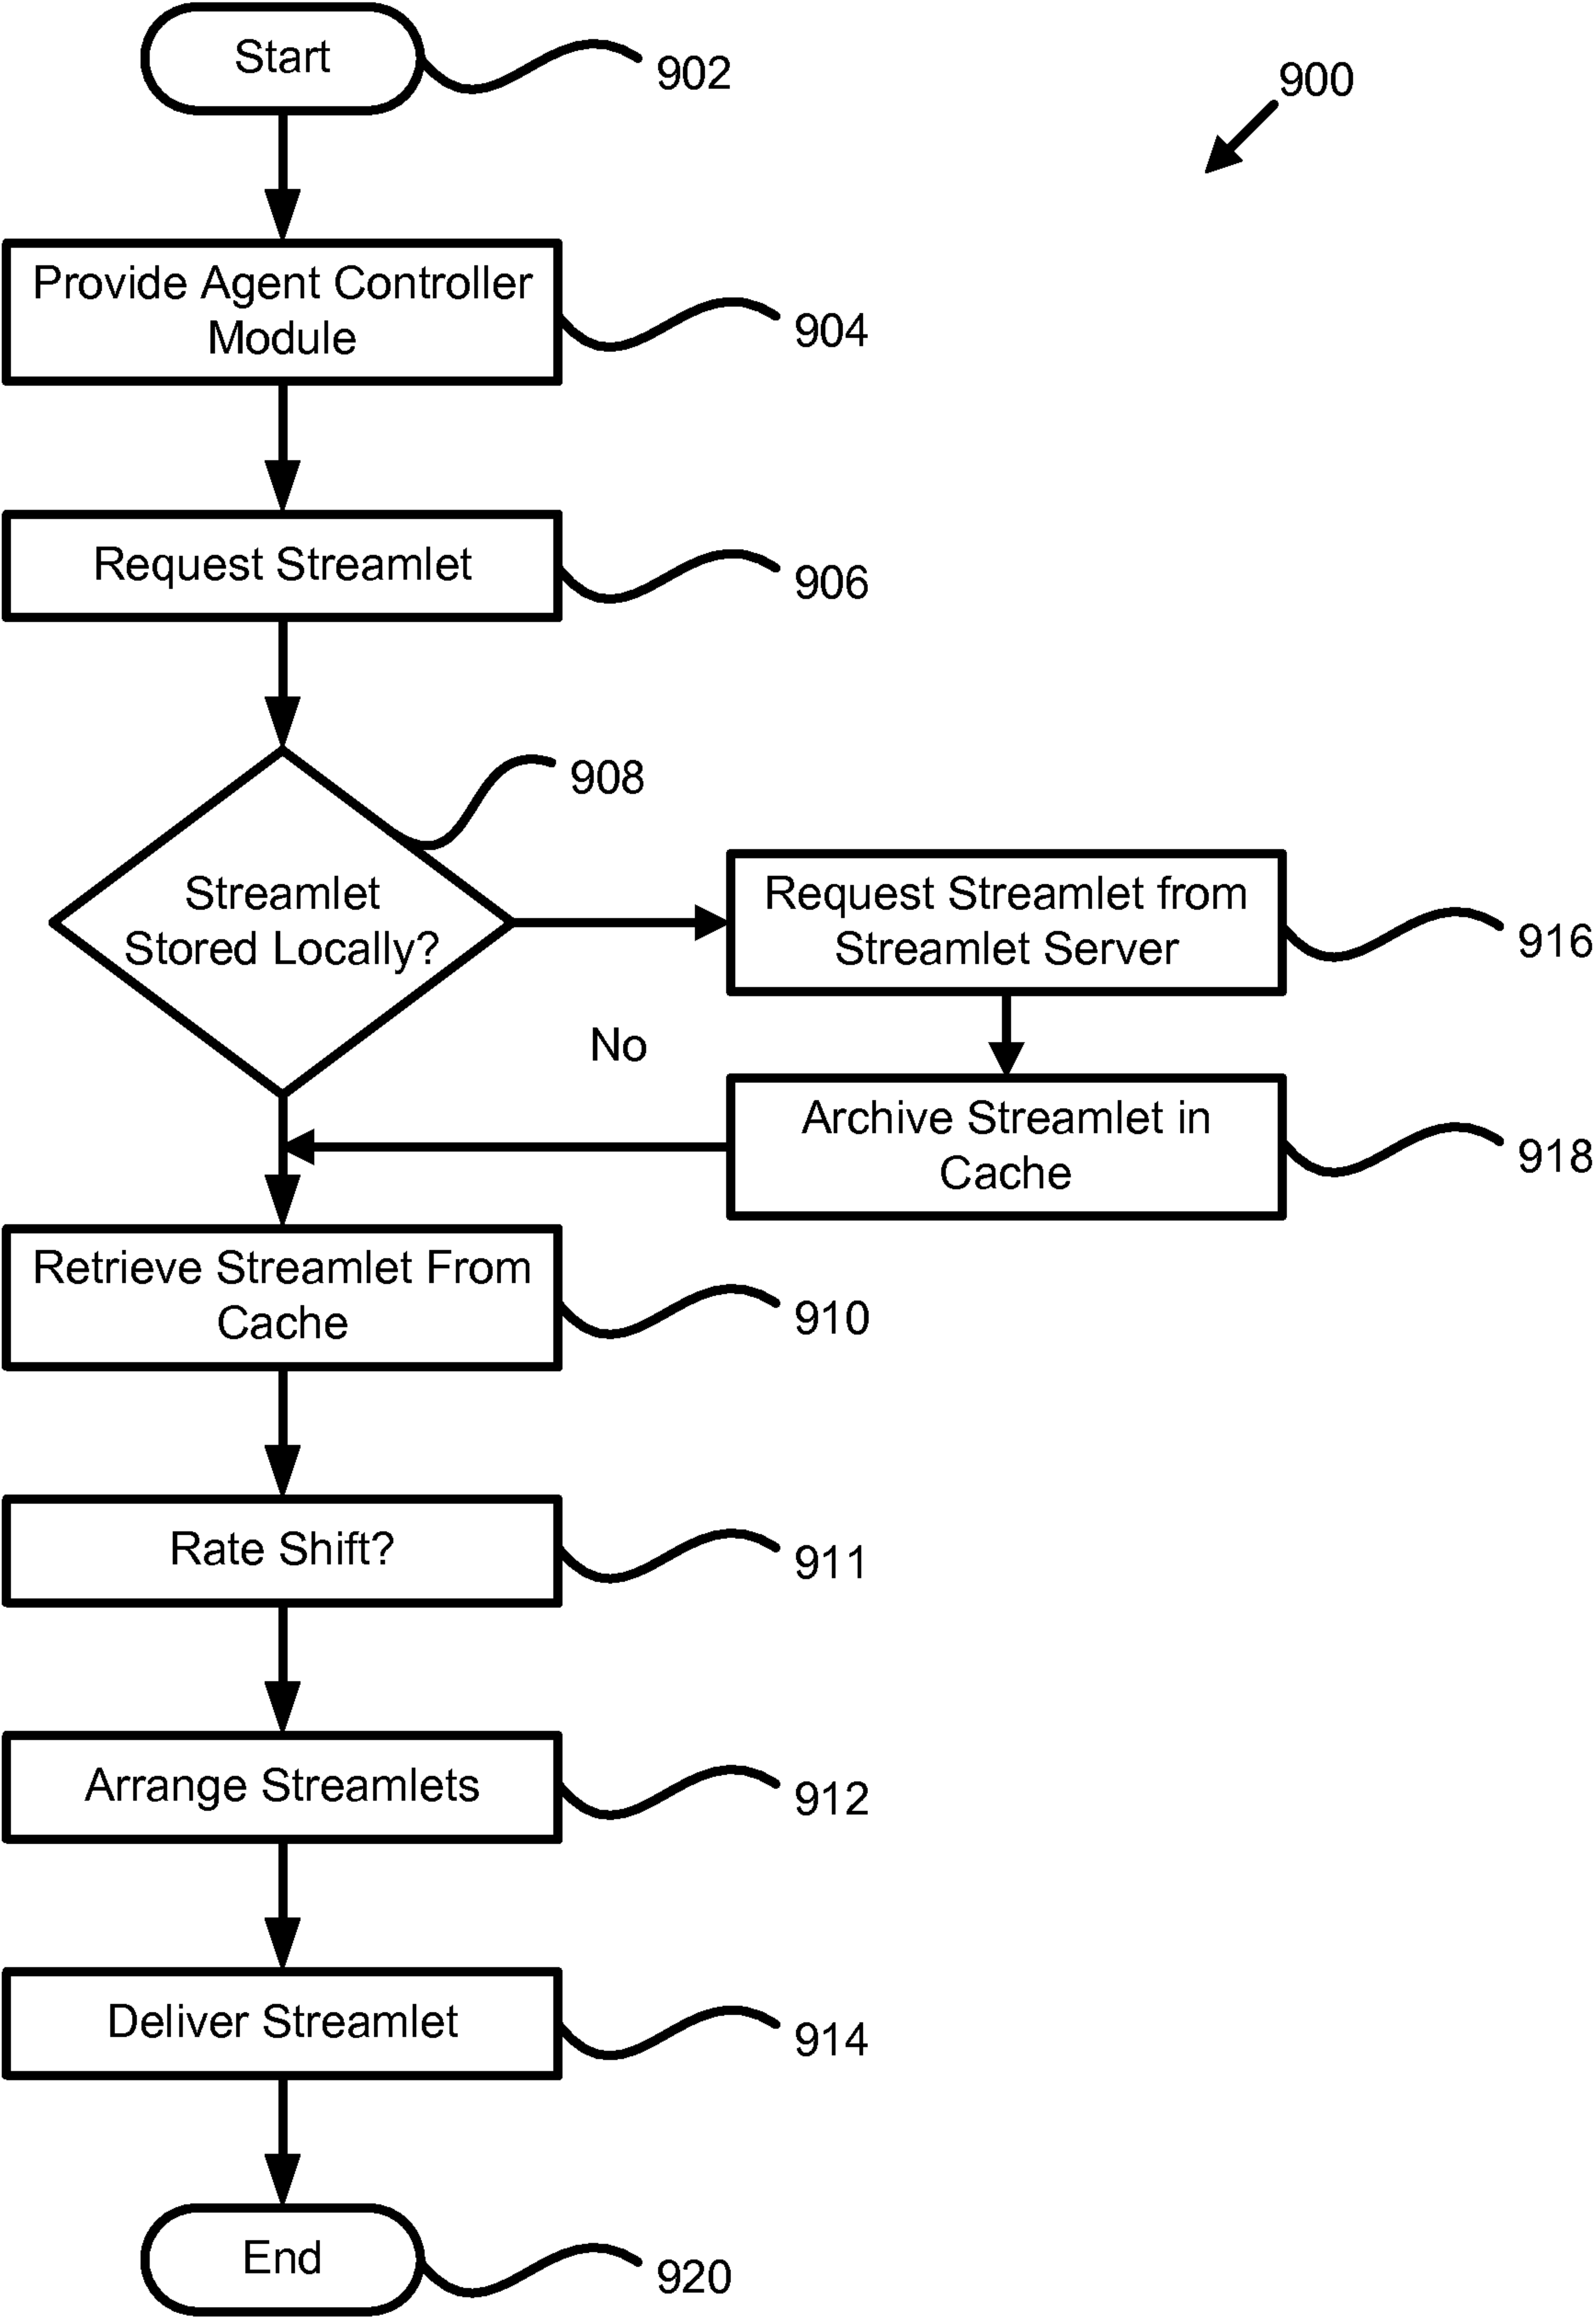 Start
902
900
Provide Agent Controller
Module
904
Request Streamlet
906
908
Streamlet
Stored Locally?
Request Streamlet from
Streamlet Server
916
No
Archive Streamlet in
Cache
918
Retrieve Streamlet From
Cache
910
Rate Shift?
911
Arrange Streamlets
912
Deliver Streamlet
914
End
920